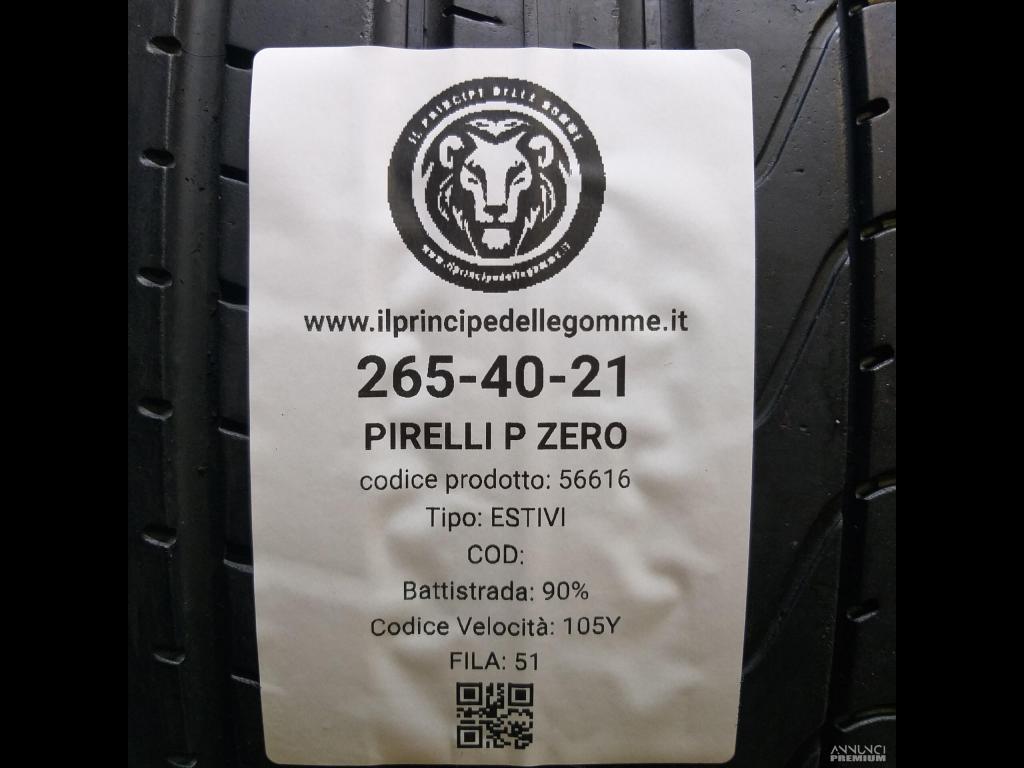 IL PRINCIPE DELLE GOMME
www.ilprincipedellegomme.it
www.ilprincipedellegomme.it
265-40-21
PIRELLI P ZERO
codice prodotto: 56616
Tipo: ESTIVI
COD:
Battistrada: 90%
Codice Velocità: 105Y
FILA: 51
ANNUNCI
PREMIUM